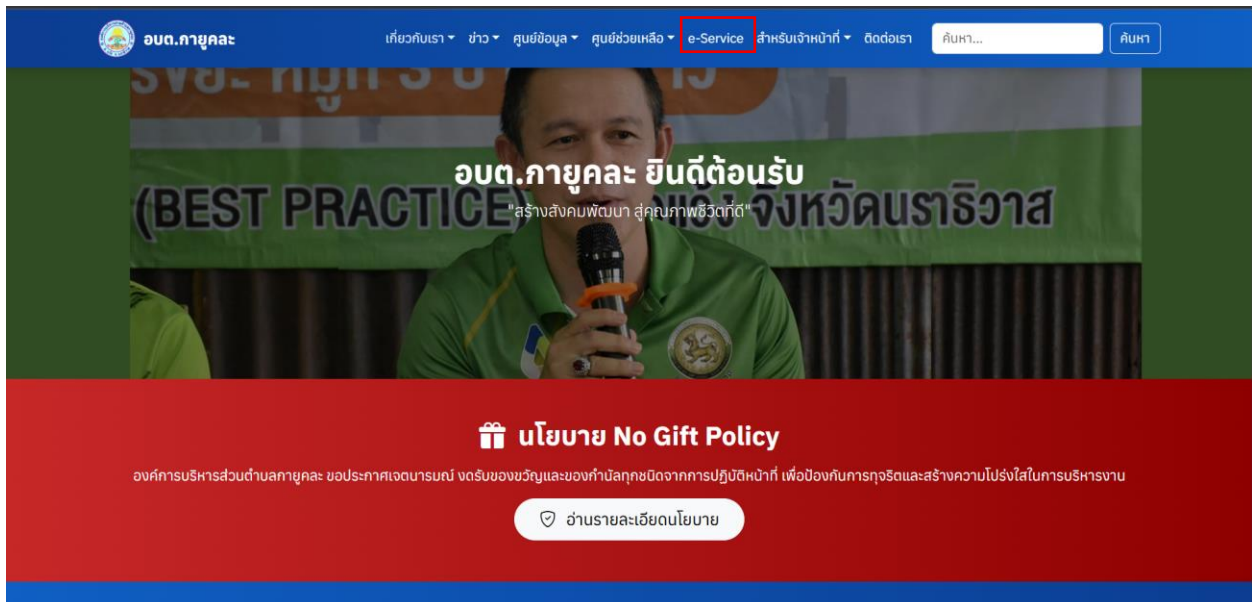 อบต.กายูคละ
เกี่ยวกับเรา ข่าว ศูนย์ข้อมูล ศูนย์ช่วยเหลือ e-Service สำหรับเจ้าหน้าที่ ติดต่อเรา ค้นหา... ค้นหา
อบต.กายูคละ ยินดีต้อนรับ
"สร้างสังคมพัฒนา สู่คุณภาพชีวิตที่ดี"
(BEST PRACTICE) จังหวัดนราธิวาส
นโยบาย No Gift Policy
องค์การบริหารส่วนตำบลกายูคละ ขอประกาศเจตนารมณ์ งดรับของขวัญและของกำนัลทุกชนิดจากการปฏิบัติหน้าที่ เพื่อป้องกันการทุจริตและสร้างความโปร่งใสในการบริหารงาน
อ่านรายละเอียดนโยบาย